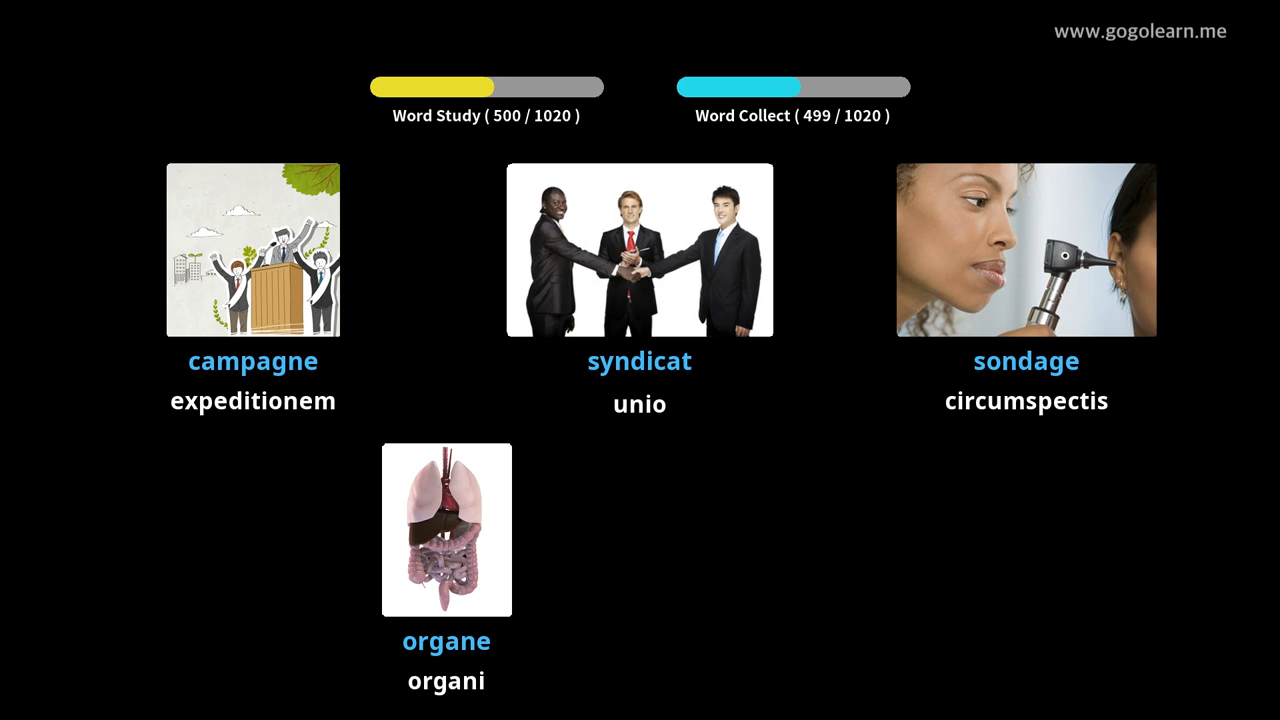 www.gogolearn.me
Word Study ( 500 / 1020 )
Word Collect ( 499 / 1020 )
campagne
expeditionem
syndicat
unio
sondage
circumspectis
organe
organi